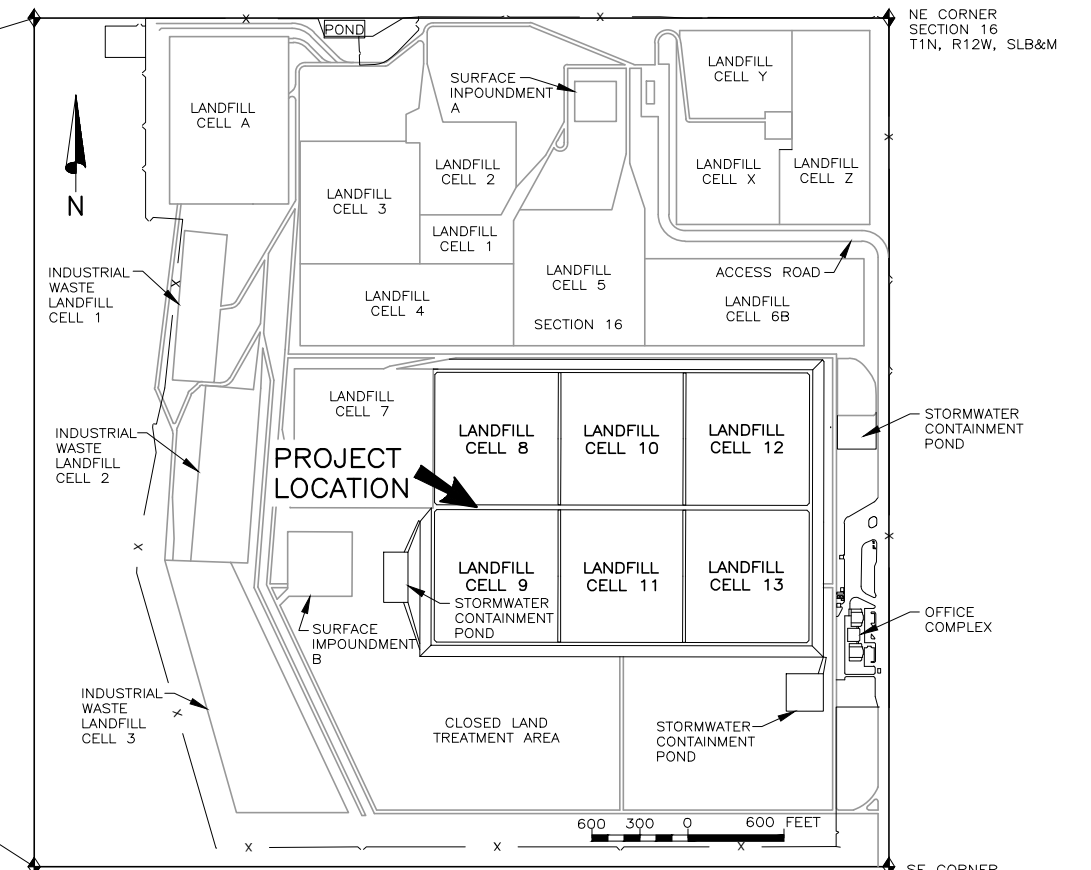 NE CORNER
SECTION 16
T1N, R12W, SLB&M
X
X
POND
LANDFILL
CELL Y
SURFACE
INPOUNDMENT
A
LANDFILL
CELL A
X
LANDFILL
CELL 2
LANDFILL
CELL X
LANDFILL
CELL Z
N
LANDFILL
CELL 3
LANDFILL
CELL 1
INDUSTRIAL
WASTE
LANDFILL
CELL 1
X
LANDFILL
CELL 5
ACCESS ROAD
LANDFILL
CELL 4
LANDFILL
CELL 6B
SECTION 16
LANDFILL
CELL 7
STORMWATER
CONTAINMENT
POND
LANDFILL
CELL 8
LANDFILL
CELL 10
LANDFILL
CELL 12
INDUSTRIAL
WASTE
LANDFILL
CELL 2
PROJECT
LOCATION
X
X
LANDFILL
CELL 9
LANDFILL
CELL 11
LANDFILL
CELL 13
STORMWATER
CONTAINMENT
POND
OFFICE
COMPLEX
SURFACE
IMPOUNDMENT
B
INDUSTRIAL
WASTE
LANDFILL
CELL 3
X
CLOSED LAND
TREATMENT AREA
STORMWATER
CONTAINMENT
POND
600 300 0 600 FEET
X
X
X
SE CORNER